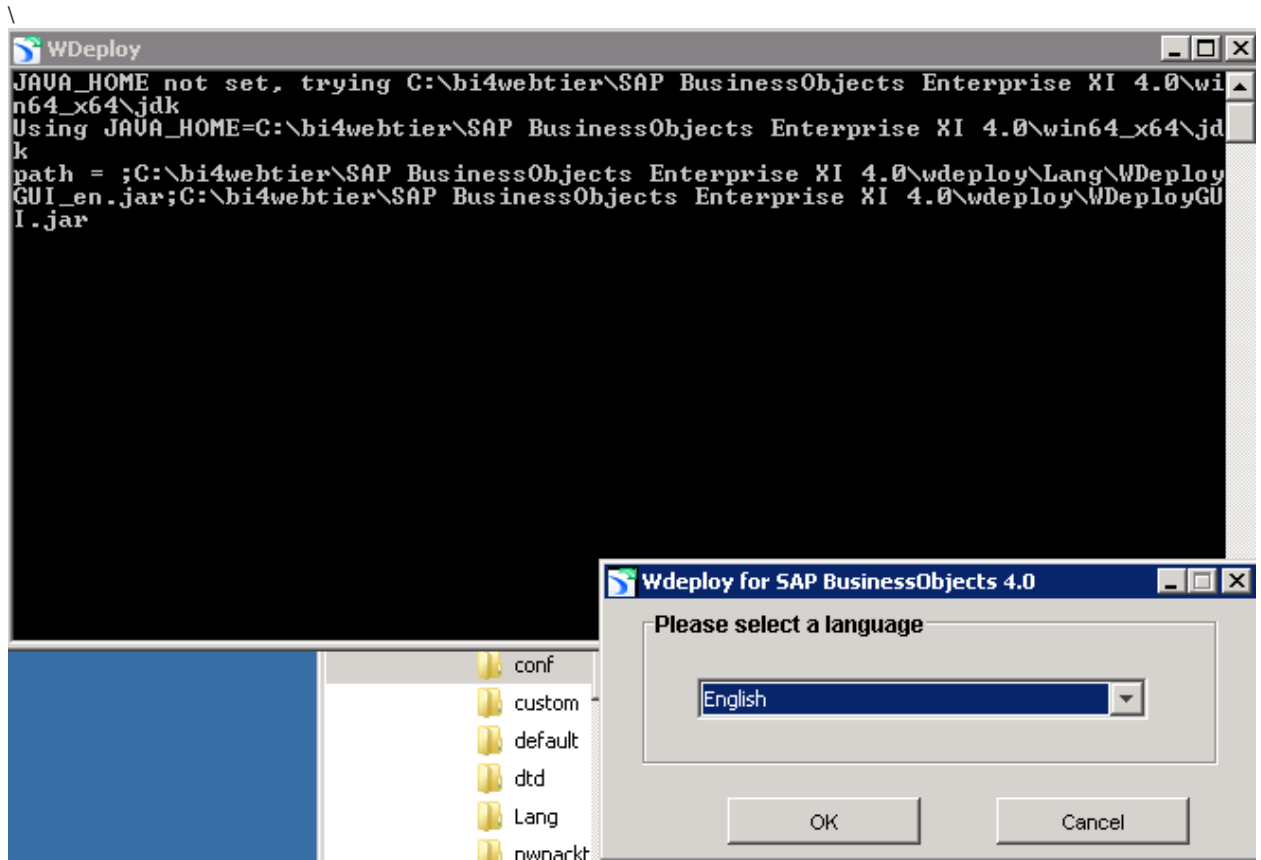 \
WDeploy
JAVA_HOME not set, trying C:\bi4webtier\SAP BusinessObjects Enterprise XI 4.0\wi
n64_x64\jdk
Using JAVA_HOME=C:\bi4webtier\SAP BusinessObjects Enterprise XI 4.0\win64_x64\jd
k
path = ;C:\bi4webtier\SAP BusinessObjects Enterprise XI 4.0\wdeploy\Lang\WDeploy
GUI_en.jar;C:\bi4webtier\SAP BusinessObjects Enterprise XI 4.0\wdeploy\WDeployGU
I.jar
Wdeploy for SAP BusinessObjects 4.0
Please select a language
English
OK
Cancel
conf
custom
default
dtd
Lang